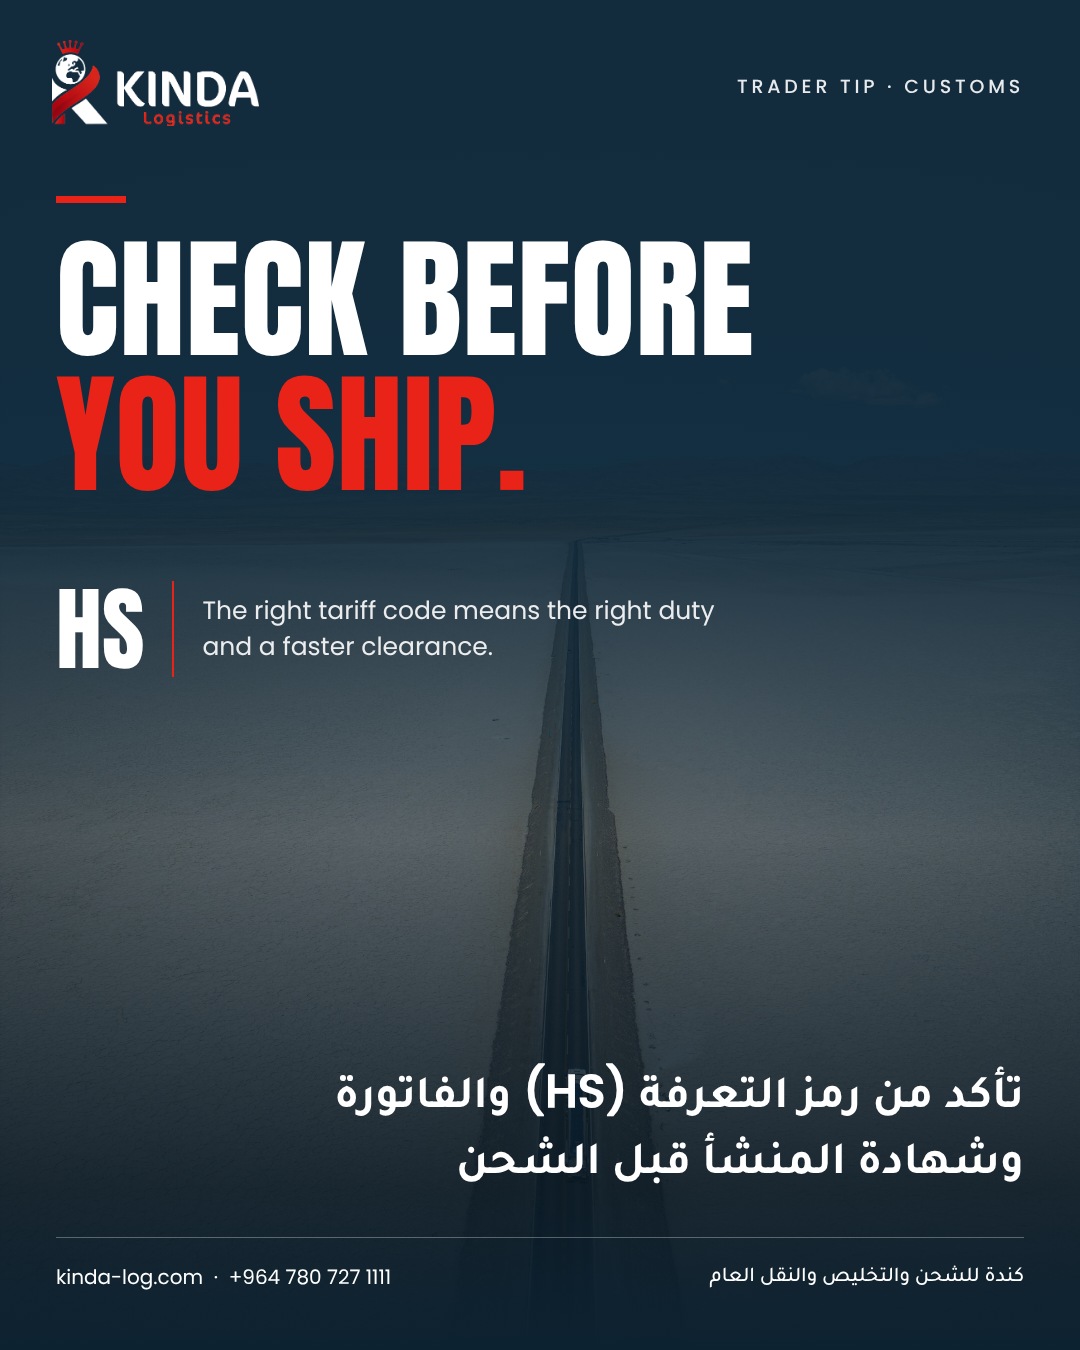 KINDA
Logistics
TRADER TIP · CUSTOMS
CHECK BEFORE
YOU SHIP.
HS
The right tariff code means the right duty
and a faster clearance.
تأكد من رمز التعرفة (HS) والفاتورة
وشهادة المنشأ قبل الشحن
kinda-log.com · +964 780 727 1111
كندة للشحن والتخليص والنقل العام